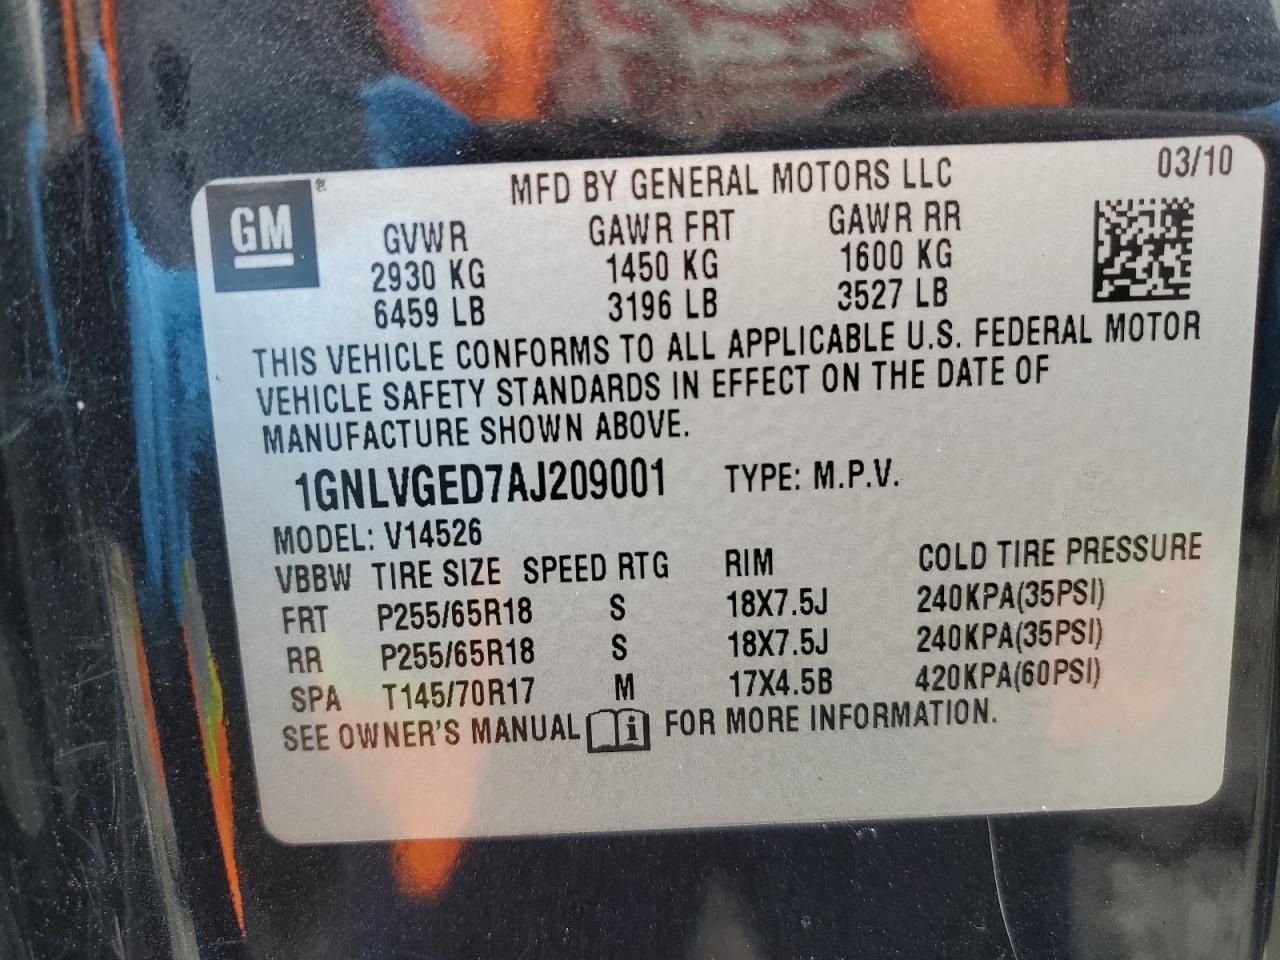 GM ®
MFD BY GENERAL MOTORS LLC 03/10
GVWR GAWR FRT GAWR RR
2930 KG 1450 KG 1600 KG
6459 LB 3196 LB 3527 LB
THIS VEHICLE CONFORMS TO ALL APPLICABLE U.S. FEDERAL MOTOR
VEHICLE SAFETY STANDARDS IN EFFECT ON THE DATE OF
MANUFACTURE SHOWN ABOVE.
1GNLVGED7AJ209001 TYPE: M.P.V.
MODEL: V14526
VBBW TIRE SIZE SPEED RTG RIM COLD TIRE PRESSURE
FRT P255/65R18 S 18X7.5J 240KPA(35PSI)
RR P255/65R18 S 18X7.5J 240KPA(35PSI)
SPA T145/70R17 M 17X4.5B 420KPA(60PSI)
SEE OWNER'S MANUAL i FOR MORE INFORMATION.